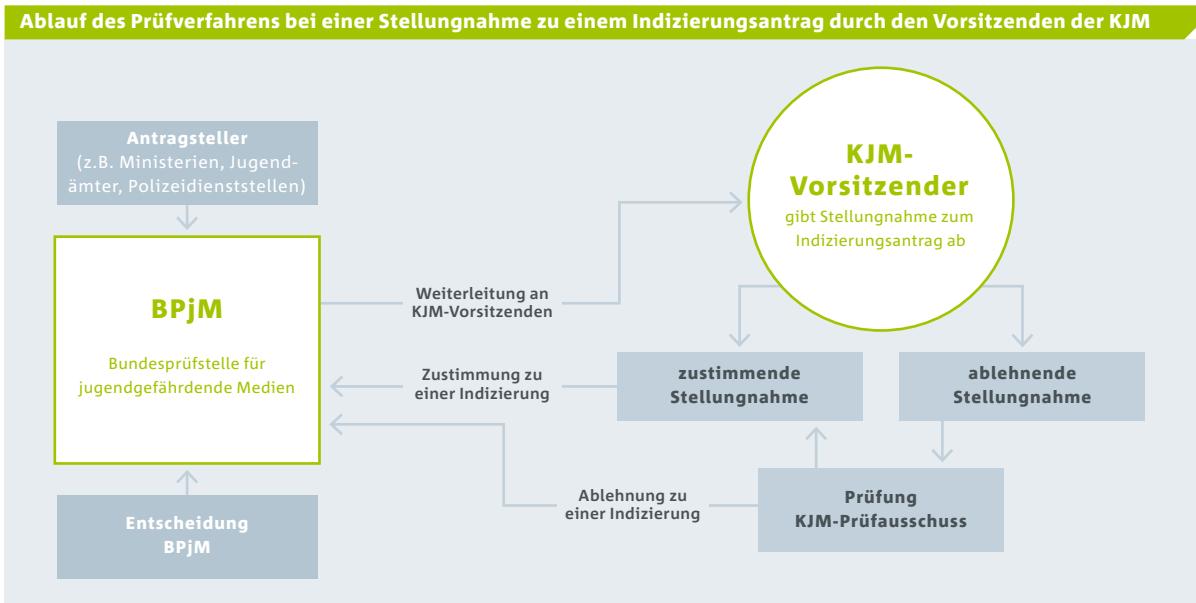 Ablauf des Prüfverfahrens bei einer Stellungnahme zu einem Indizierungsantrag durch den Vorsitzenden der KJM
Antragsteller
(z.B. Ministerien, Jugend-
ämter, Polizeidienststellen)
KJM-
Vorsitzender
gibt Stellungnahme zum
Indizierungsantrag ab
BPjM
Bundesprüfstelle für
jugendgefährdende Medien
Weiterleitung an
KJM-Vorsitzenden
Zustimmung zu
einer Indizierung
zustimmende
Stellungnahme
ablehnende
Stellungnahme
Ablehnung zu
einer Indizierung
Prüfung
KJM-Prüfausschuss
Entscheidung
BPjM